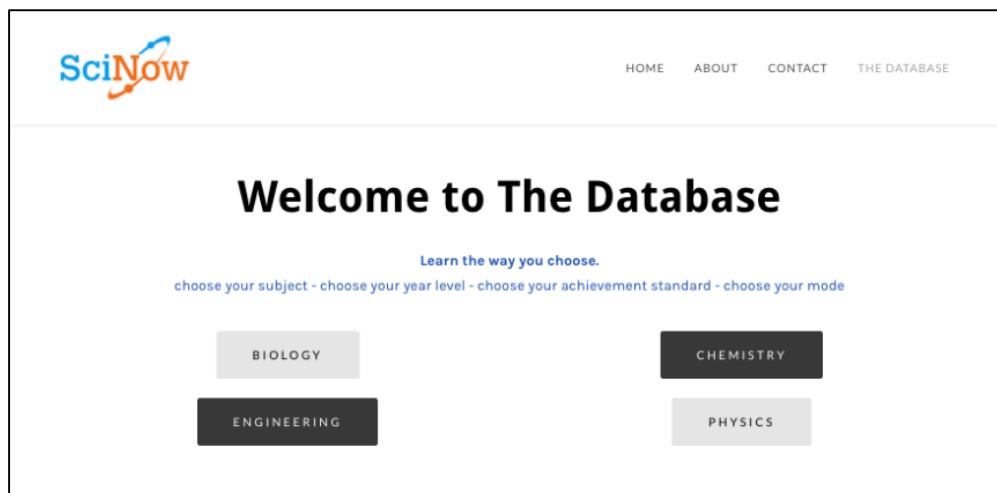 SciNow
HOME ABOUT CONTACT THE DATABASE
Welcome to The Database
Learn the way you choose.
choose your subject - choose your year level - choose your achievement standard - choose your mode
BIOLOGY CHEMISTRY
ENGINEERING PHYSICS